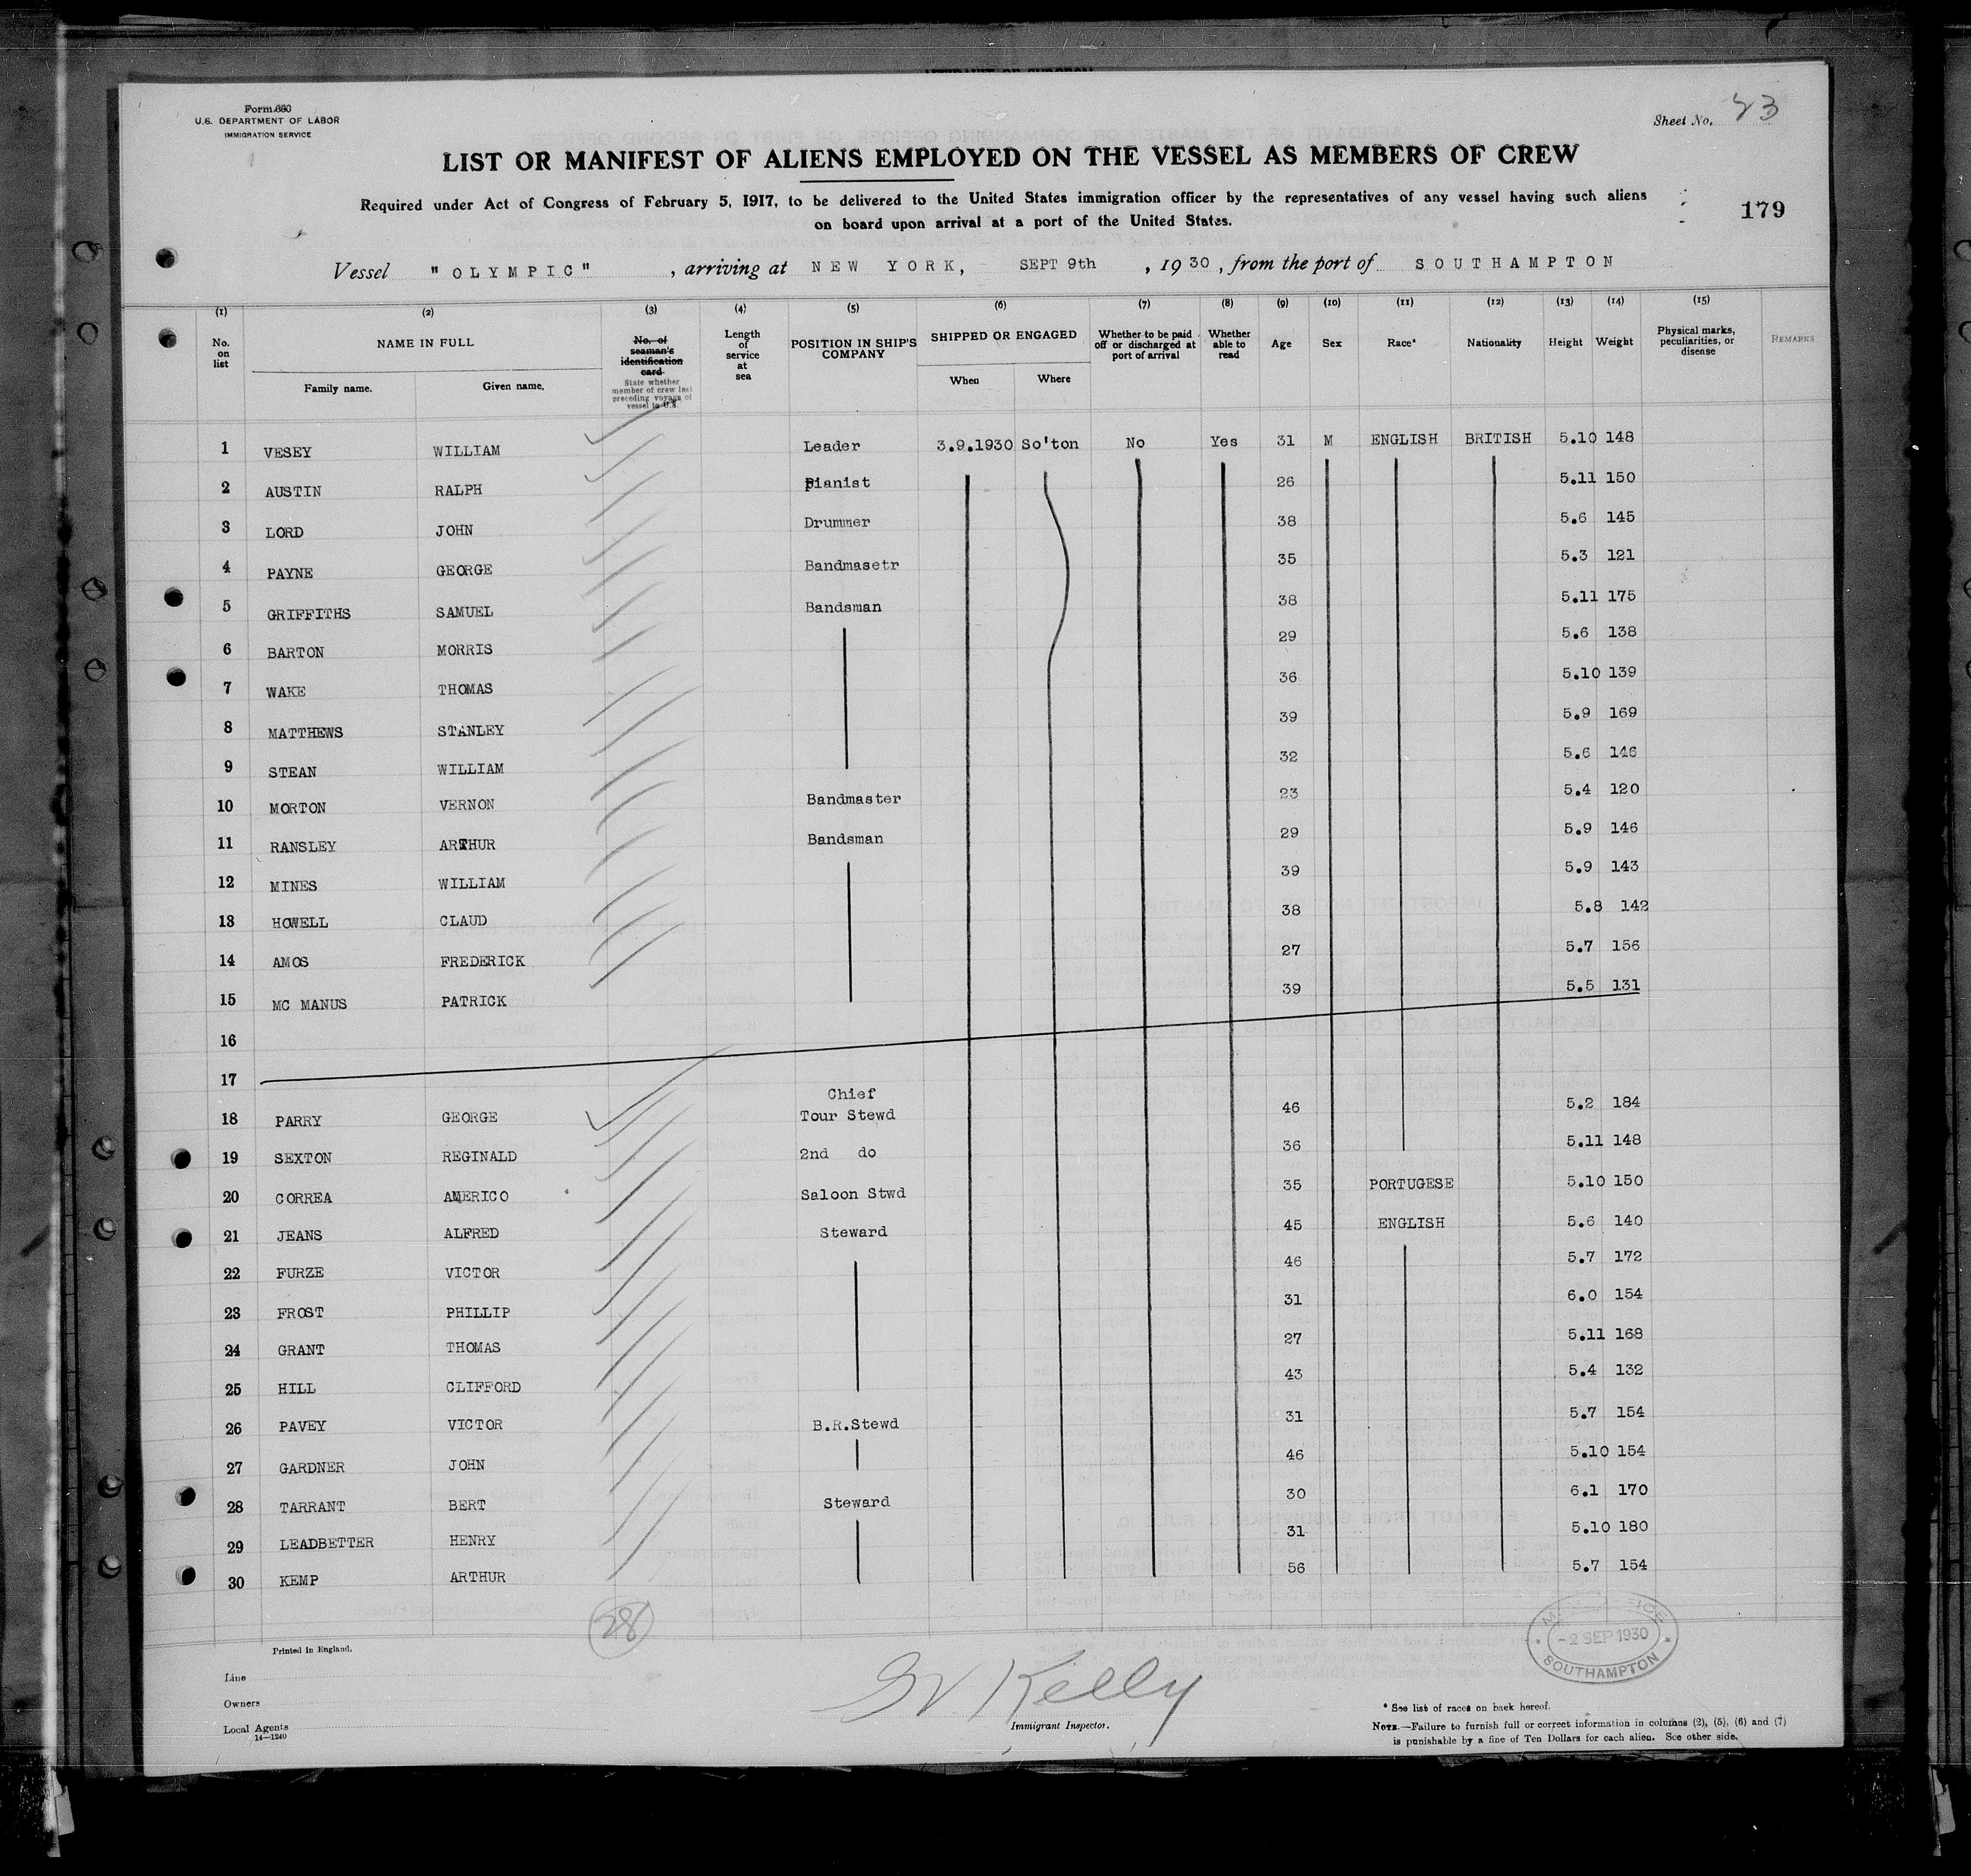 Form 680
U.S. DEPARTMENT OF LABOR
IMMIGRATION SERVICE
Sheet No. 23
LIST OR MANIFEST OF ALIENS EMPLOYED ON THE VESSEL AS MEMBERS OF CREW
Required under Act of Congress of February 5, 1917, to be delivered to the United States immigration officer by the representatives of any vessel having such aliens
on board upon arrival at a port of the United States.
179
Vessel "OLYMPIC", arriving at NEW YORK, SEPT 9th, 1930, from the port of SOUTHAMPTON
(1) (2) (3) (4) (5) (6) (7) (8) (9) (10) (11) (12) (13) (14) (15)
No. on list
NAME IN FULL
Family name. Given name.
No. of seaman's identification card
State whether member of crew last preceding voyage of vessel to U.S.
Length of service at sea
POSITION IN SHIP'S COMPANY
SHIPPED OR ENGAGED
When Where
Whether to be paid off or discharged at port of arrival
Whether able to read
Age
Sex
Race*
Nationality
Height
Weight
Physical marks, peculiarities, or disease
REMARKS
1 VESEY WILLIAM Leader 3.9.1930 So'ton No Yes 31 M ENGLISH BRITISH 5.10 148
2 AUSTIN RALPH Pianist 26 5.11 150
3 LORD JOHN Drummer 38 5.6 145
4 PAYNE GEORGE Bandmasetr 35 5.3 121
5 GRIFFITHS SAMUEL Bandsman 38 5.11 175
6 BARTON MORRIS 29 5.6 138
7 WAKE THOMAS 36 5.10 139
8 MATTHEWS STANLEY 39 5.9 169
9 STEAN WILLIAM 32 5.6 146
10 MORTON VERNON Bandmaster 23 5.4 120
11 RANSLEY ARTHUR Bandsman 29 5.9 146
12 MINES WILLIAM 39 5.9 143
13 HOWELL CLAUD 38 5.8 142
14 AMOS FREDERICK 27 5.7 156
15 MC MANUS PATRICK 39 5.5 131
16
17
18 PARRY GEORGE Chief Tour Stewd 46 5.2 184
19 SEXTON REGINALD 2nd do 36 5.11 148
20 CORREA AMERICO Saloon Stwd 35 PORTUGESE 5.10 150
21 JEANS ALFRED Steward 45 ENGLISH 5.6 140
22 FURZE VICTOR 46 5.7 172
23 FROST PHILLIP 31 6.0 154
24 GRANT THOMAS 27 5.11 168
25 HILL CLIFFORD 43 5.4 132
26 PAVEY VICTOR B.R.Stewd 31 5.7 154
27 GARDNER JOHN 46 5.10 154
28 TARRANT BERT Steward 30 6.1 170
29 LEADBETTER HENRY 31 5.10 180
30 KEMP ARTHUR 56 5.7 154
28
-2 SEP 1930
SOUTHAMPTON
Printed in England.
Line
Owners
Local Agents
14—1240
Kelly
Immigrant Inspector.
* See list of races on back hereof.
NOTE.—Failure to furnish full or correct information in columns (2), (5), (6) and (7)
is punishable by a fine of Ten Dollars for each alien. See other side.